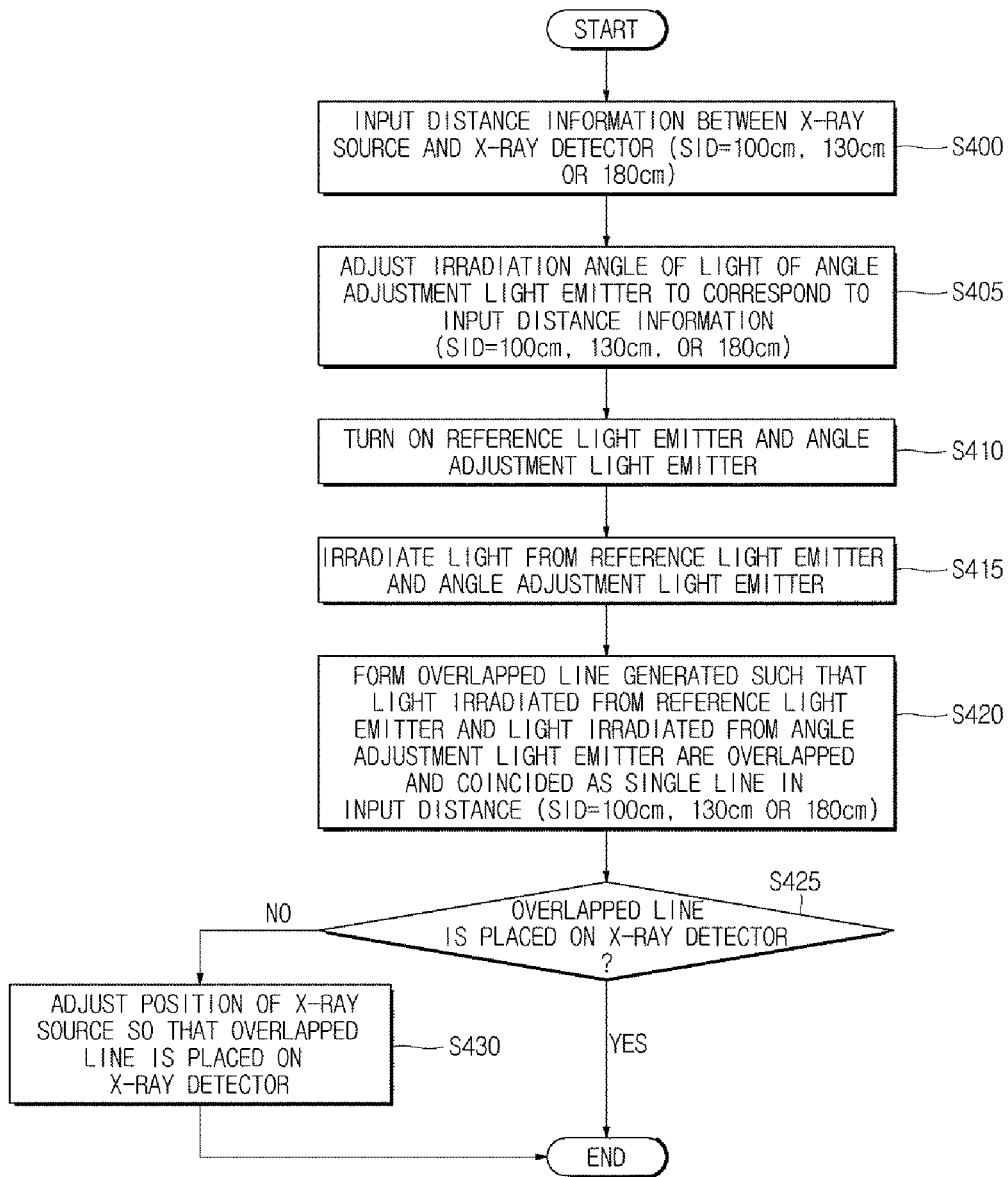 START
INPUT DISTANCE INFORMATION BETWEEN X-RAY
SOURCE AND X-RAY DETECTOR (SID=100cm, 130cm
OR 180cm)
S400
ADJUST IRRADIATION ANGLE OF LIGHT OF ANGLE
ADJUSTMENT LIGHT EMITTER TO CORRESPOND TO
INPUT DISTANCE INFORMATION
(SID=100cm, 130cm, OR 180cm)
S405
TURN ON REFERENCE LIGHT EMITTER AND ANGLE
ADJUSTMENT LIGHT EMITTER
S410
IRRADIATE LIGHT FROM REFERENCE LIGHT EMITTER
AND ANGLE ADJUSTMENT LIGHT EMITTER
S415
FORM OVERLAPPED LINE GENERATED SUCH THAT
LIGHT IRRADIATED FROM REFERENCE LIGHT
EMITTER AND LIGHT IRRADIATED FROM ANGLE
ADJUSTMENT LIGHT EMITTER ARE OVERLAPPED
AND COINCIDED AS SINGLE LINE IN
INPUT DISTANCE (SID=100cm, 130cm OR 180cm)
S420
S425
OVERLAPPED LINE
IS PLACED ON X-RAY DETECTOR
?
NO
YES
ADJUST POSITION OF X-RAY
SOURCE SO THAT OVERLAPPED
LINE IS PLACED ON
X-RAY DETECTOR
S430
END